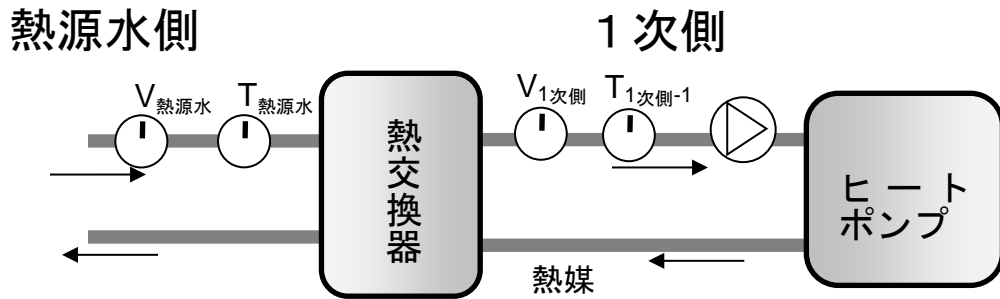 熱源水側
１次側
V熱源水
T熱源水
V1次側
T1次側-1
熱交換器
ヒート
ポンプ
熱媒